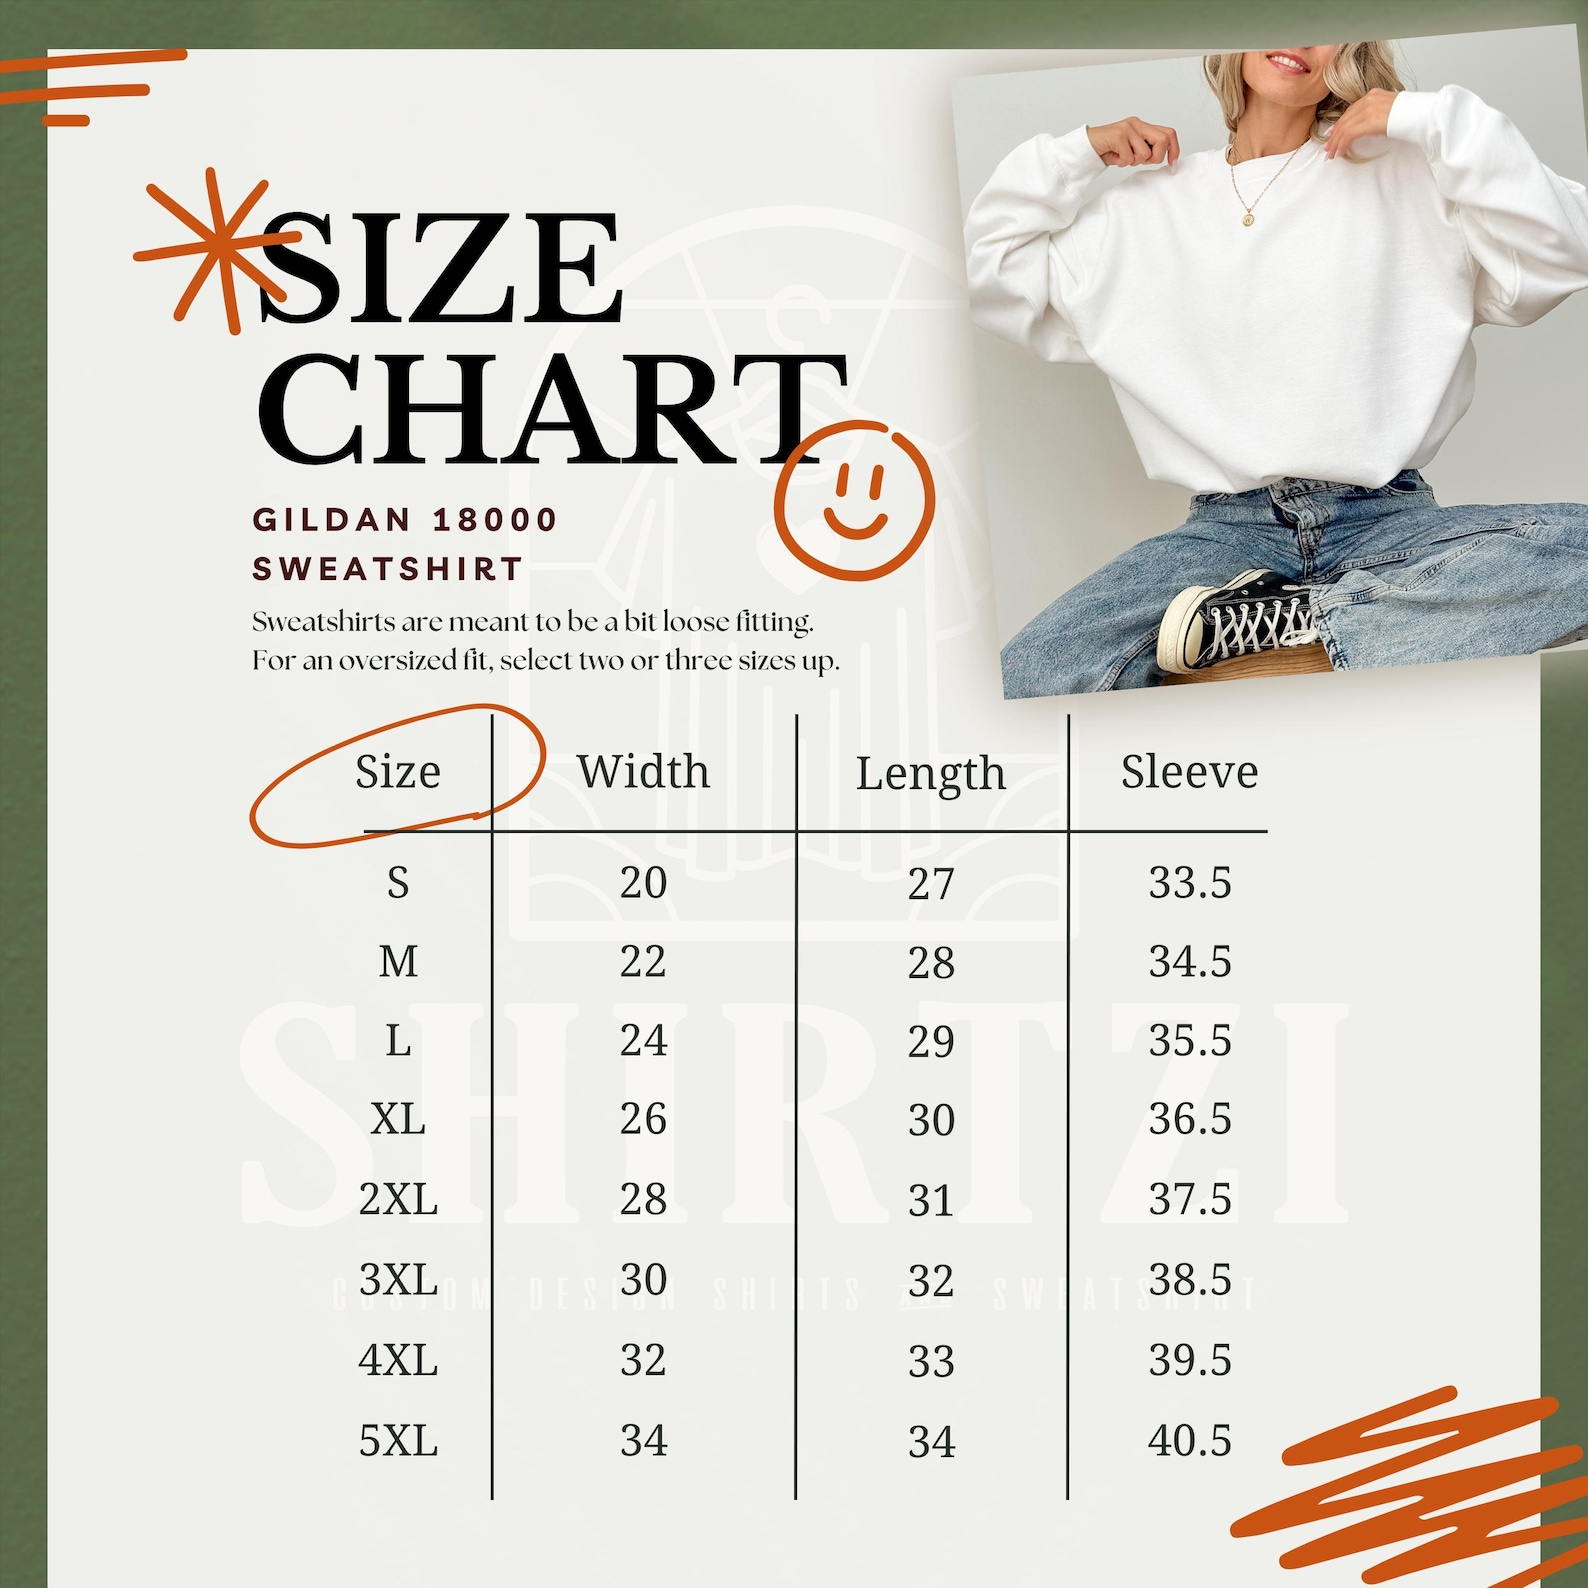 SIZE
CHART
GILDAN 18000
SWEATSHIRT
Sweatshirts are meant to be a bit loose fitting.
For an oversized fit, select two or three sizes up.
Size Width Length Sleeve
S 20 27 33.5
M 22 28 34.5
L 24 29 35.5
XL 26 30 36.5
2XL 28 31 37.5
3XL 30 32 38.5
4XL 32 33 39.5
5XL 34 34 40.5
SHIRTZI
CUSTOM DESIGN SHIRTS AND SWEATSHIRT